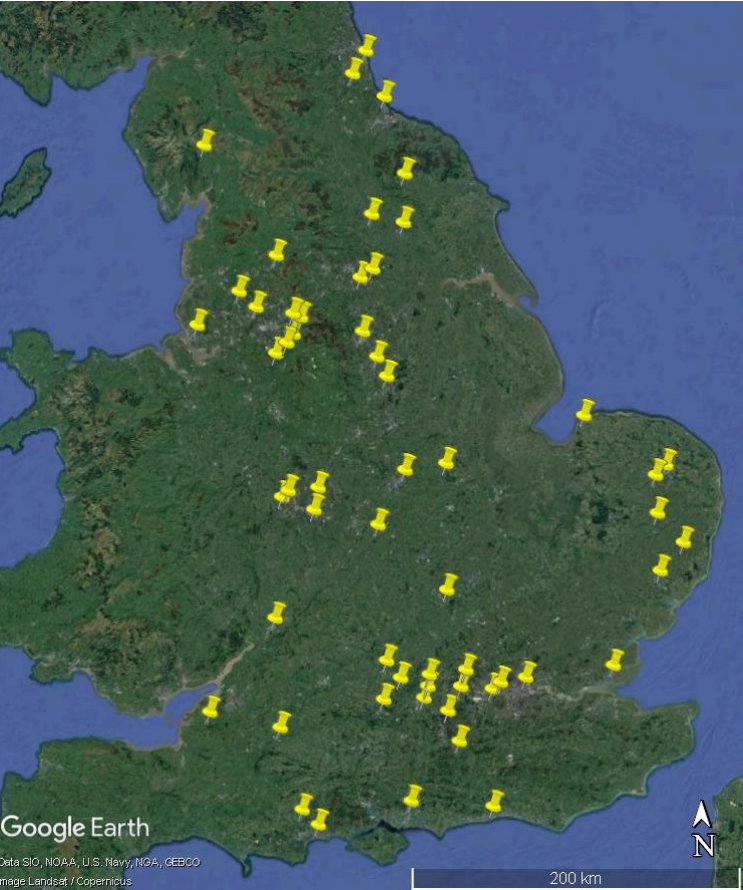 N
Google Earth
Data SIO, NOAA, U.S. Navy, NGA, GEBCO
mage Landsat / Copernicus
200 km